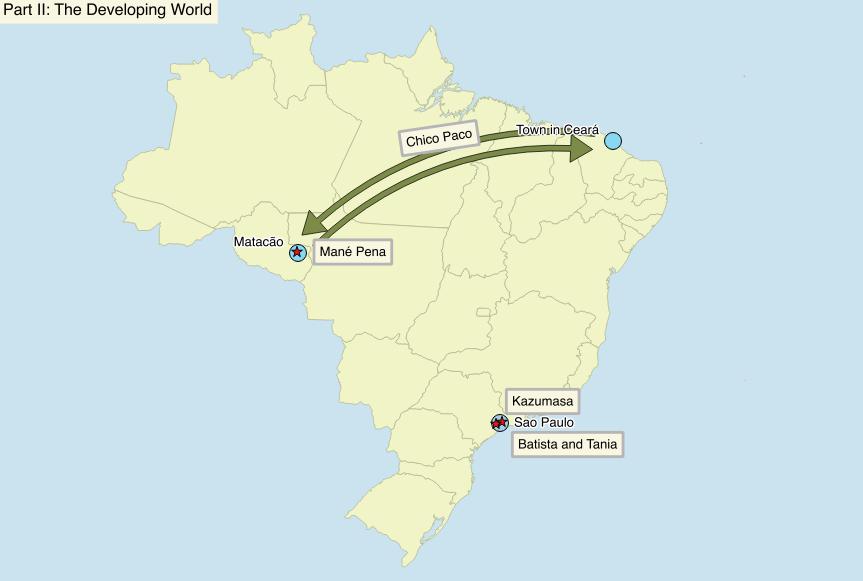 Part II: The Developing World
Town in Ceará
Chico Paco
Matacão
Mané Pena
Kazumasa
Sao Paulo
Batista and Tania